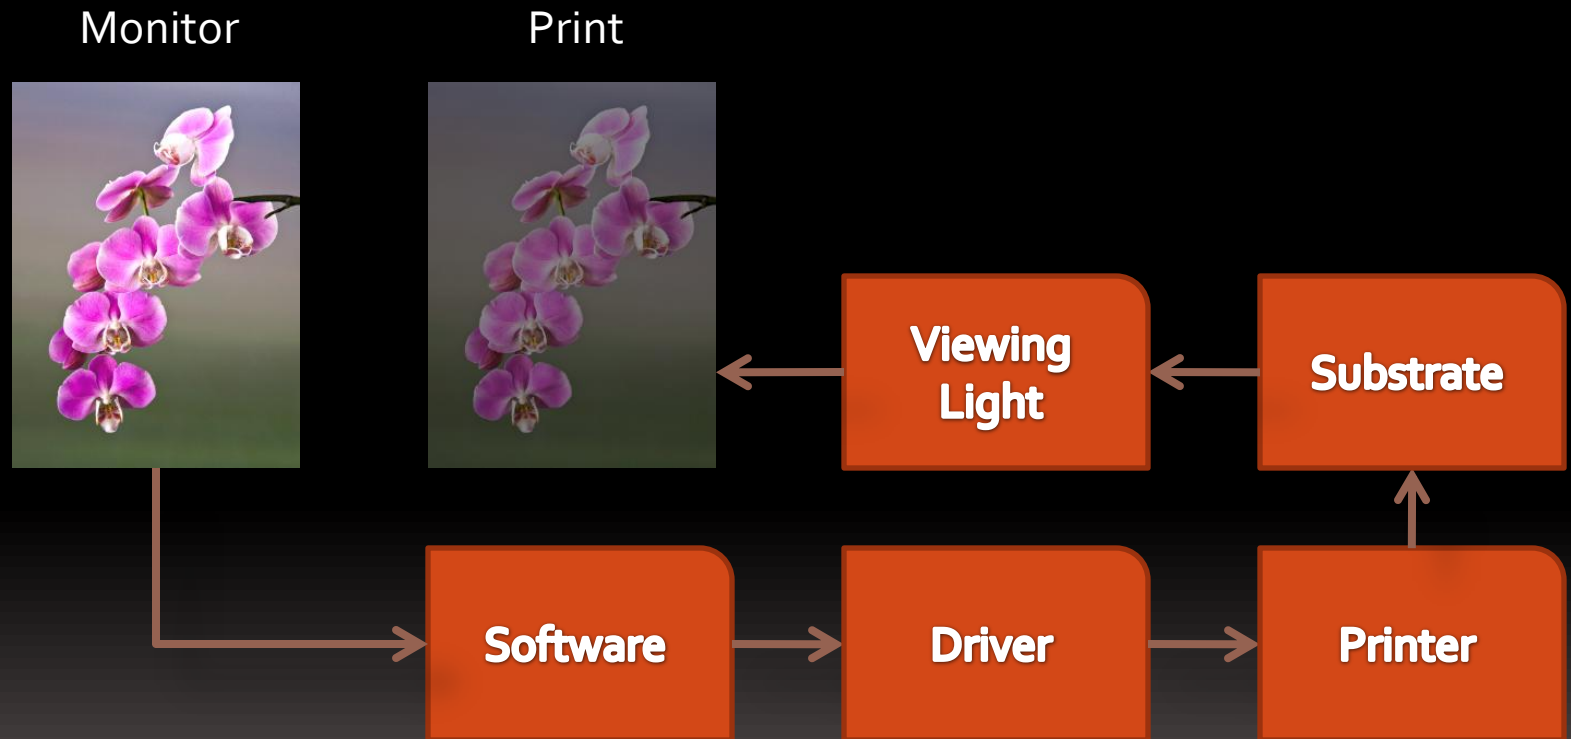 Monitor
Print
Viewing
Light
Substrate
Software
Driver
Printer